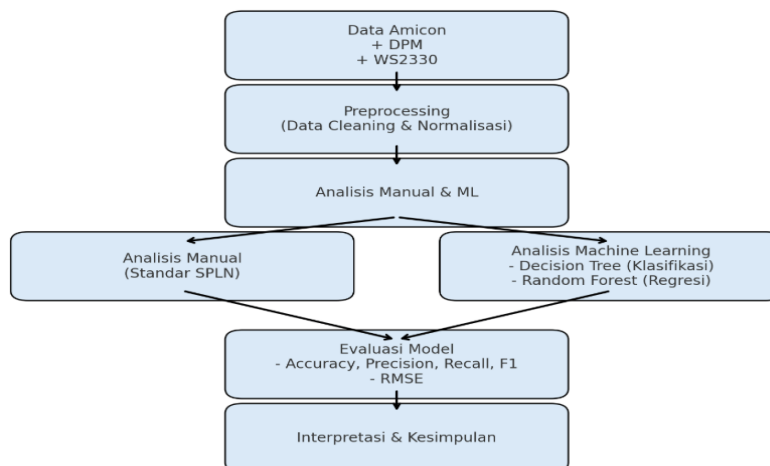 Data Amicon
+ DPM
+ WS2330
Preprocessing
(Data Cleaning & Normalisasi)
Analisis Manual & ML
Analisis Manual
(Standar SPLN)
Analisis Machine Learning
- Decision Tree (Klasifikasi)
- Random Forest (Regresi)
Evaluasi Model
- Accuracy, Precision, Recall, F1
- RMSE
Interpretasi & Kesimpulan